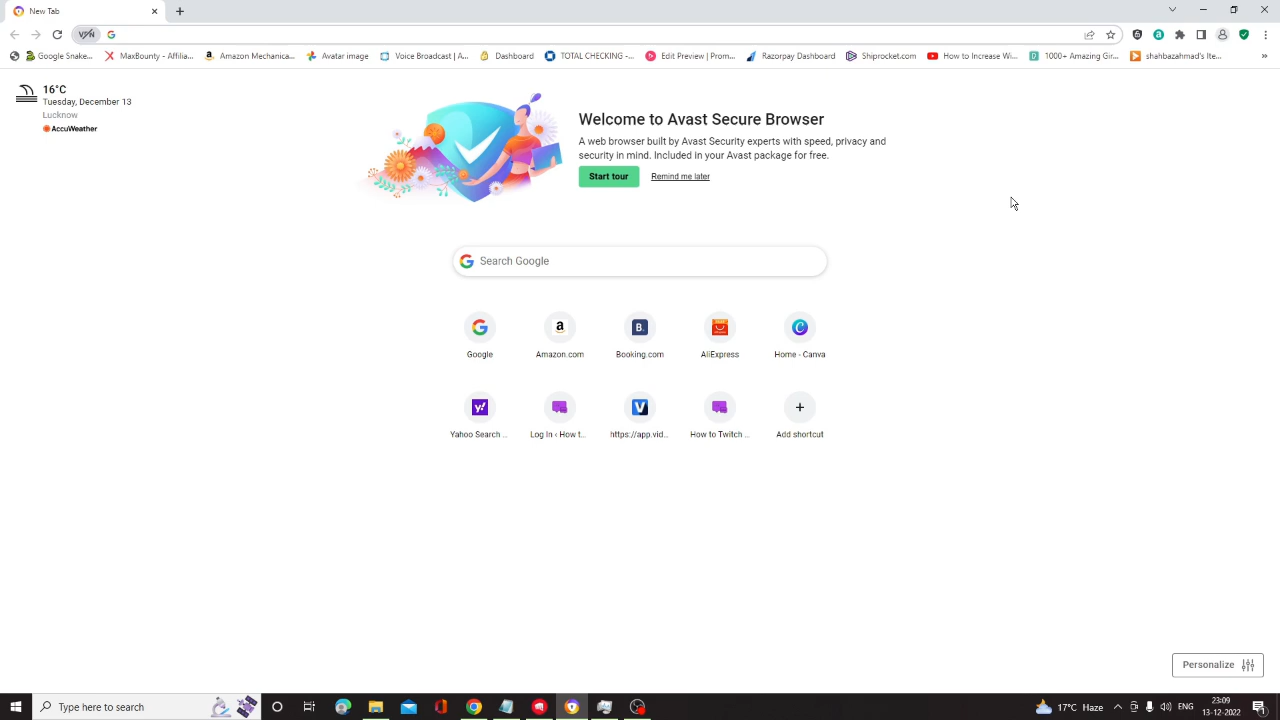 New Tab
VPN
Google Snake...
MaxBounty - Affilia...
Amazon Mechanica...
Avatar image
Voice Broadcast | A...
Dashboard
TOTAL CHECKING -...
Edit Preview | Prom...
Razorpay Dashboard
Shiprocket.com
How to Increase Wi...
1000+ Amazing Gir...
shahbazahmad's Ite...
16°C
Tuesday, December 13
Lucknow
AccuWeather
Welcome to Avast Secure Browser
A web browser built by Avast Security experts with speed, privacy and
security in mind. Included in your Avast package for free.
Start tour
Remind me later
Search Google
Google
Amazon.com
Booking.com
AliExpress
Home - Canva
Yahoo Search ...
Log In ‹ How t...
https://app.vid...
How to Twitch ...
Add shortcut
Personalize
Type here to search
17°C Haze
ENG
23:09
13-12-2022